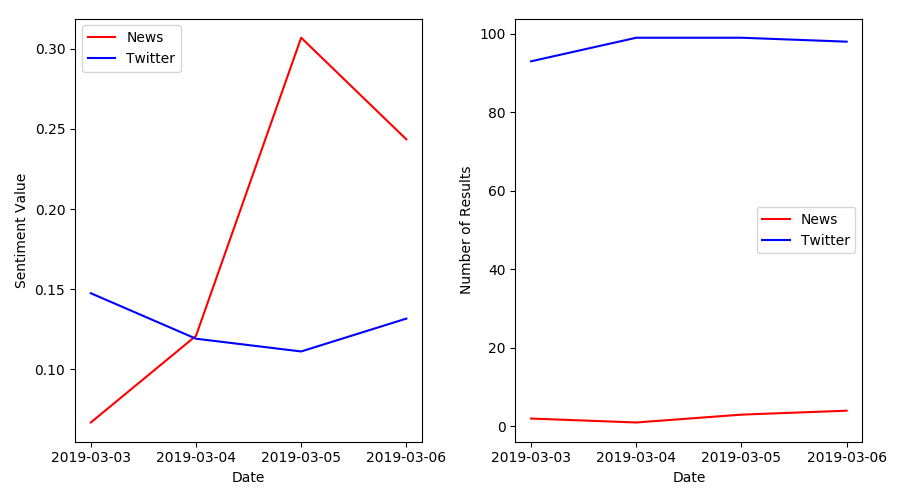 News
Twitter
0.30
0.25
0.20
0.15
0.10
Sentiment Value
2019-03-03 2019-03-04 2019-03-05 2019-03-06
Date
100
80
60
40
20
0
Number of Results
News
Twitter
2019-03-03 2019-03-04 2019-03-05 2019-03-06
Date